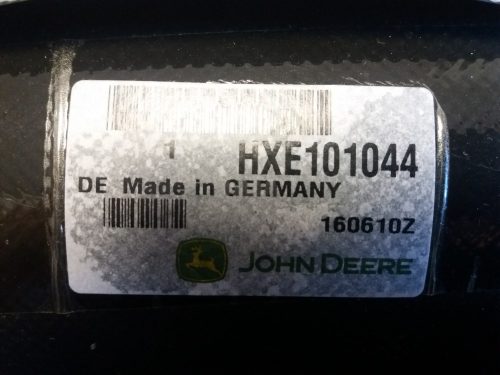 1 HXE101044
DE Made in GERMANY
160610Z
JOHN DEERE